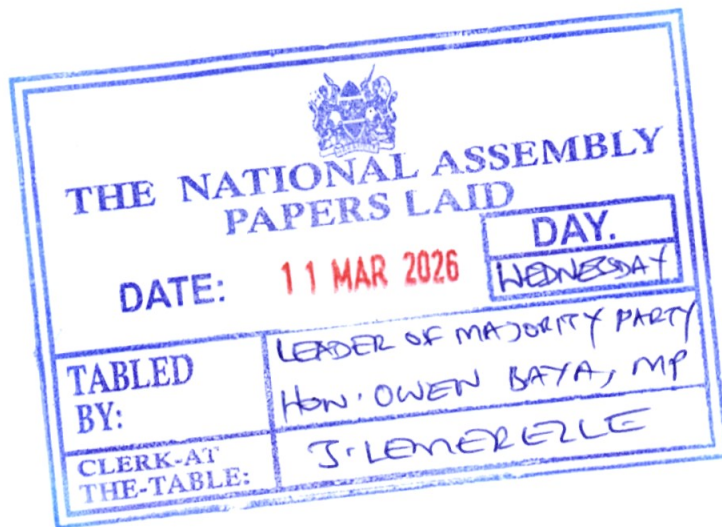 THE NATIONAL ASSEMBLY
PAPERS LAID
DATE: 11 MAR 2026
DAY.
WEDNESDAY
TABLED BY:
LEADER OF MAJORITY PARTY
HON. OWEN BAYA, MP
CLERK-AT THE-TABLE:
J. LEMERELLE